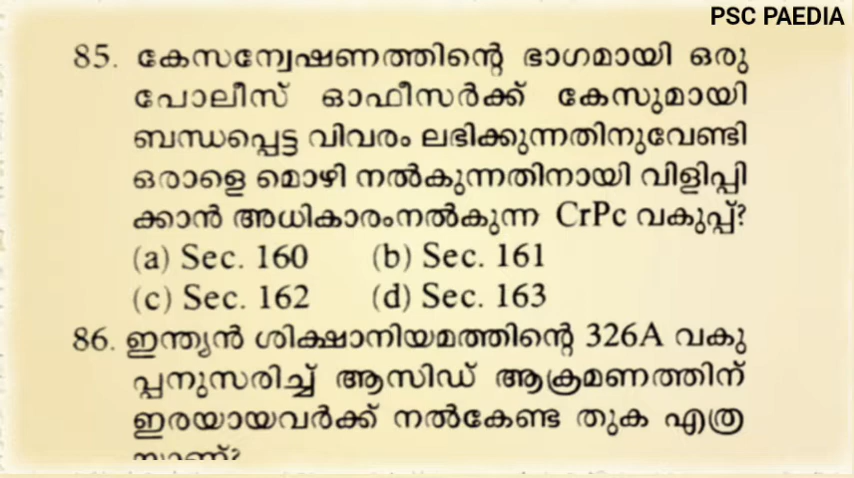 PSC PAEDIA
85. കേസന്വേഷണത്തിന്റെ ഭാഗമായി ഒരു
പോലീസ് ഓഫീസർക്ക് കേസുമായി
ബന്ധപ്പെട്ട വിവരം ലഭിക്കുന്നതിനുവേണ്ടി
ഒരാളെ മൊഴി നൽകുന്നതിനായി വിളിപ്പി
ക്കാൻ അധികാരംനൽകുന്ന CrPc വകുപ്പ്?
(a) Sec. 160 (b) Sec. 161
(c) Sec. 162 (d) Sec. 163
86. ഇന്ത്യൻ ശിക്ഷാനിയമത്തിന്റെ 326A വകു
പ്പനുസരിച്ച് ആസിഡ് ആക്രമണത്തിന്
ഇരയായവർക്ക് നൽകേണ്ട തുക എത്ര
യാണ്?